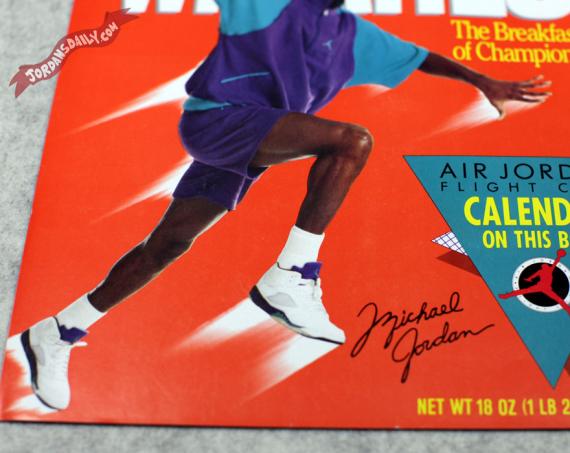 JORDANSDAILY.COM
The Breakfas
of Champion
AIR JORD
FLIGHT C
CALEND
ON THIS B
Michael
Jordan
NET WT 18 OZ (1 LB 2